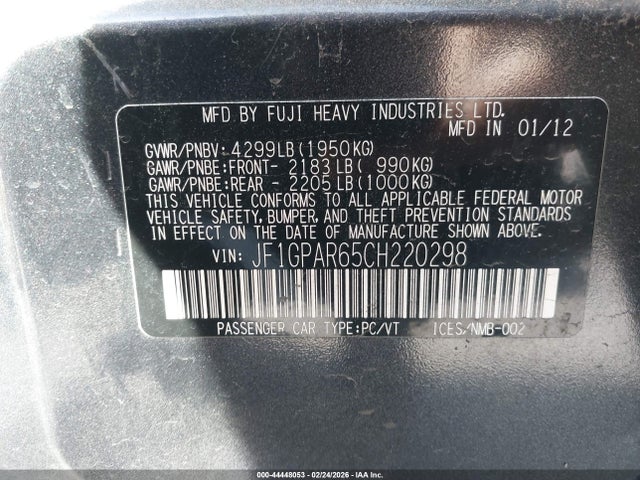 MFD BY FUJI HEAVY INDUSTRIES LTD.
MFD IN 01/12
GVWR/PNBV: 4299LB(1950KG)
GAWR/PNBE:FRONT- 2183 LB( 990KG)
GAWR/PNBE:REAR - 2205 LB(1000KG)
THIS VEHICLE CONFORMS TO ALL APPLICABLE FEDERAL MOTOR
VEHICLE SAFETY, BUMPER, AND THEFT PREVENTION STANDARDS
IN EFFECT ON THE DATE OF MANUFACTURE SHOWN ABOVE.
VIN: JF1GPAR65CH220298
PASSENGER CAR TYPE:PC/VT ICES/NMB-002
000-44448053 - 02/24/2026 - IAA Inc.